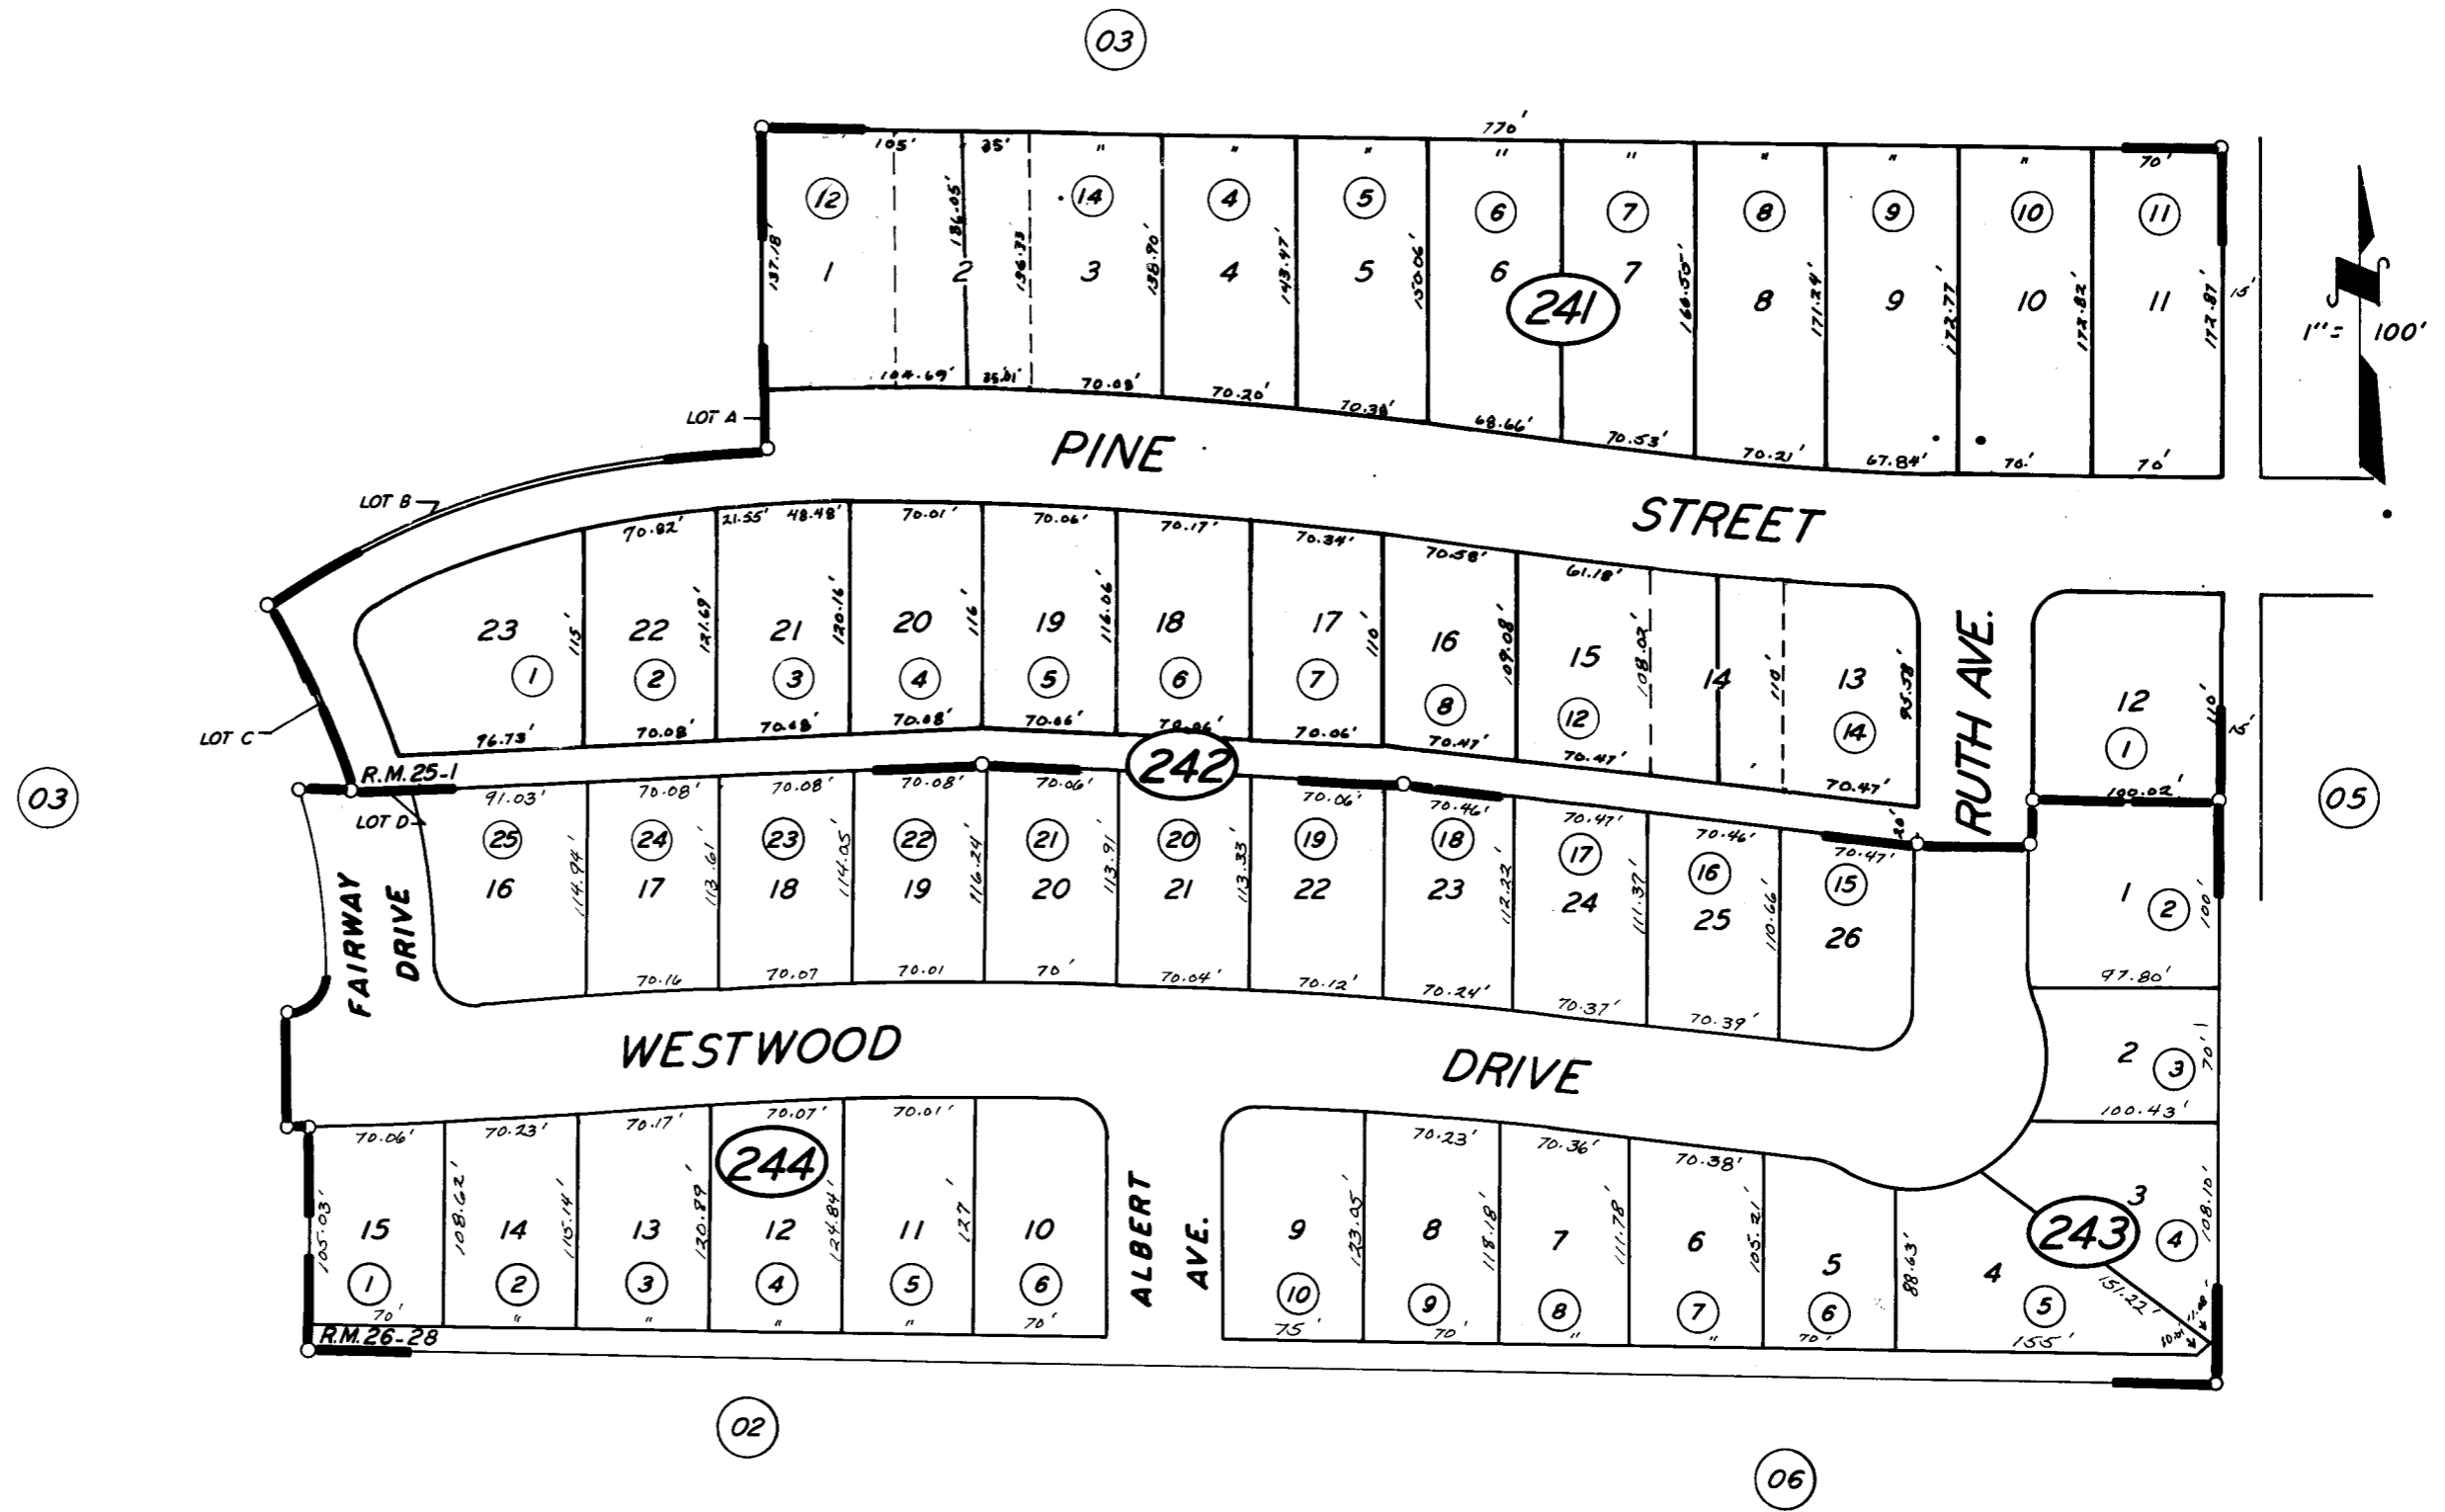 03
770'
105' 35' " " " " " " " " 70'
12 14 4 5 6 7 8 9 10 11
137.18' 136.05' 136.33 138.90' 143.47' 150.06' 166.50' 171.24' 172.77' 172.82' 172.87' 15'
1 2 3 4 5 6 7 8 9 10 11
241
1"= 100'
104.69' 35.01' 70.08' 70.20' 70.38' 68.66' 70.53' 70.21' 67.84' 70.' 70'
LOT A
PINE
STREET
LOT B
70.82' 21.55' 48.48' 70.01' 70.06' 70.17' 70.34' 70.58' 61.18'
115' 121.69' 120.16' 116' 116.06' 110' 109.08' 108.02' 110' 95.58' 110' 15'
23 22 21 20 19 18 17 16 15 14 13 12
1 2 3 4 5 6 7 8 12 14 1
RUTH AVE.
LOT C
96.73' 70.08' 70.08' 70.08' 70.06' 70.06' 70.06' 70.47' 70.47' 70.47' 100.02'
242
03
05
R.M.25-1
LOT D
20'
91.03' 70.08' 70.08' 70.08' 70.06' 70.06' 70.46' 70.47' 70.46' 70.47'
25 24 23 22 21 20 19 18 17 16 15
114.94' 113.61' 114.05' 116.24' 113.91' 113.33' 112.22' 111.37' 110.66'
16 17 18 19 20 21 22 23 24 25 26
1 2 100'
97.80'
70.16 70.07 70.01 70' 70.04' 70.12' 70.24' 70.37' 70.39'
FAIRWAY
DRIVE
WESTWOOD
DRIVE
2 3 70'
100.43'
70.06' 70.23' 70.17' 70.07' 70.01' 70.23' 70.36' 70.38'
244
105.03' 108.62' 115.14' 120.89' 124.84' 127' 123.05' 118.18' 111.78' 105.21' 88.63' 108.10'
15 14 13 12 11 10 9 8 7 6 5 4 3
ALBERT
AVE.
243
1 2 3 4 5 6 10 9 8 7 6 5 4
151.22'
70' " " " " 70' 75' 70' " " 70' 155'
R.M.26-28
02
06